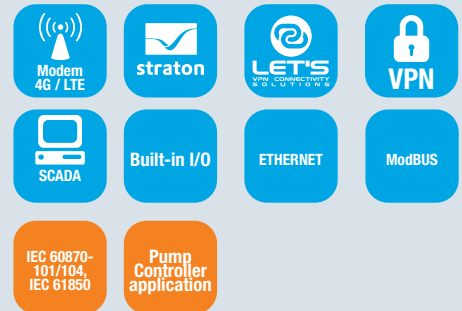 Modem
4G / LTE
straton
LET'S
VPN CONNECTIVITY
SOLUTIONS
VPN
SCADA
Built-in I/O
ETHERNET
ModBUS
IEC 60870-
101/104,
IEC 61850
Pump
Controller
application